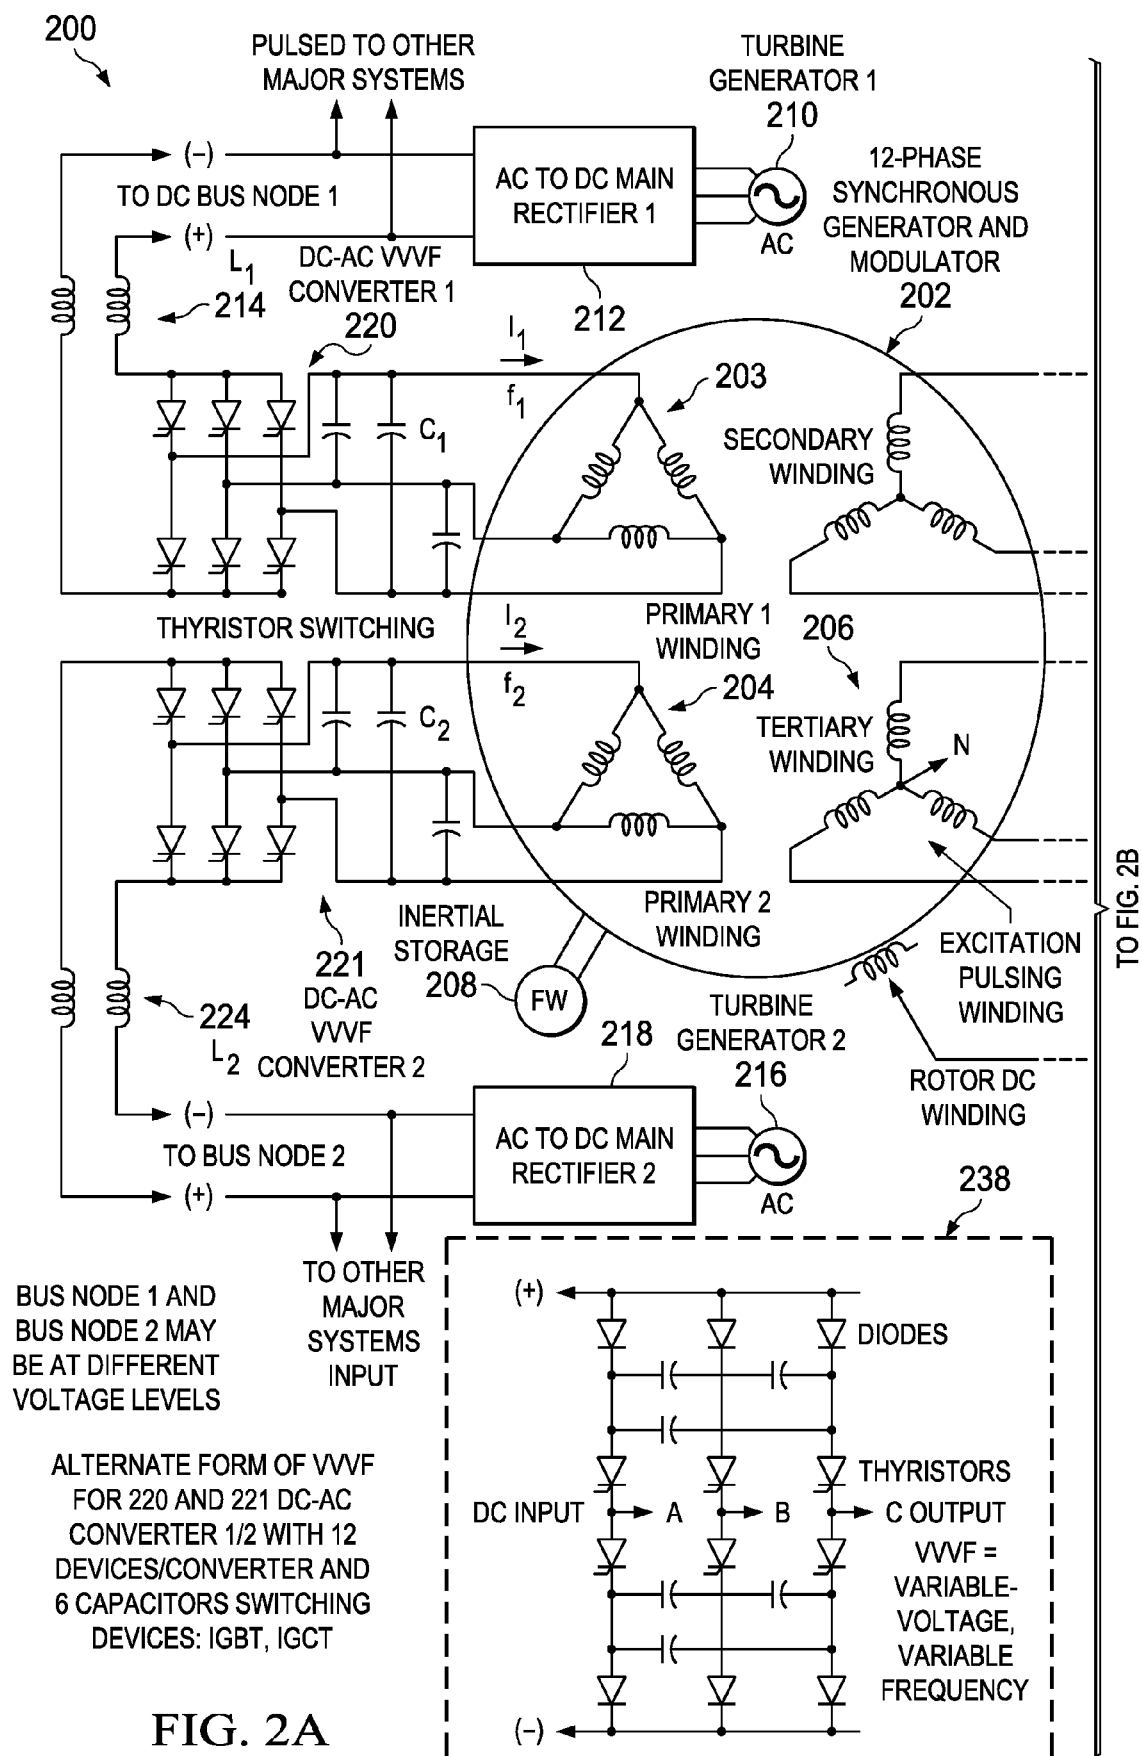 200
PULSED TO OTHER
MAJOR SYSTEMS
TURBINE
GENERATOR 1
210
(-)
TO DC BUS NODE 1
(+)
AC TO DC MAIN
RECTIFIER 1
AC
212
12-PHASE
SYNCHRONOUS
GENERATOR AND
MODULATOR
202
L1
214
DC-AC VVVF
CONVERTER 1
220
I1
f1
C1
203
SECONDARY
WINDING
THYRISTOR SWITCHING
PRIMARY 1
WINDING
206
I2
f2
C2
204
TERTIARY
WINDING
N
PRIMARY 2
WINDING
INERTIAL
STORAGE
208
FW
221
DC-AC
VVVF
CONVERTER 2
224
L2
EXCITATION
PULSING
WINDING
ROTOR DC
WINDING
TO FIG. 2B
TURBINE
GENERATOR 2
216
218
(-)
TO BUS NODE 2
(+)
AC TO DC MAIN
RECTIFIER 2
AC
TO OTHER
MAJOR
SYSTEMS
INPUT
238
BUS NODE 1 AND
BUS NODE 2 MAY
BE AT DIFFERENT
VOLTAGE LEVELS
ALTERNATE FORM OF VVVF
FOR 220 AND 221 DC-AC
CONVERTER 1/2 WITH 12
DEVICES/CONVERTER AND
6 CAPACITORS SWITCHING
DEVICES: IGBT, IGCT
(+)
DIODES
THYRISTORS
DC INPUT
A
B
C OUTPUT
VVVF =
VARIABLE-
VOLTAGE,
VARIABLE
FREQUENCY
(-)
FIG. 2A